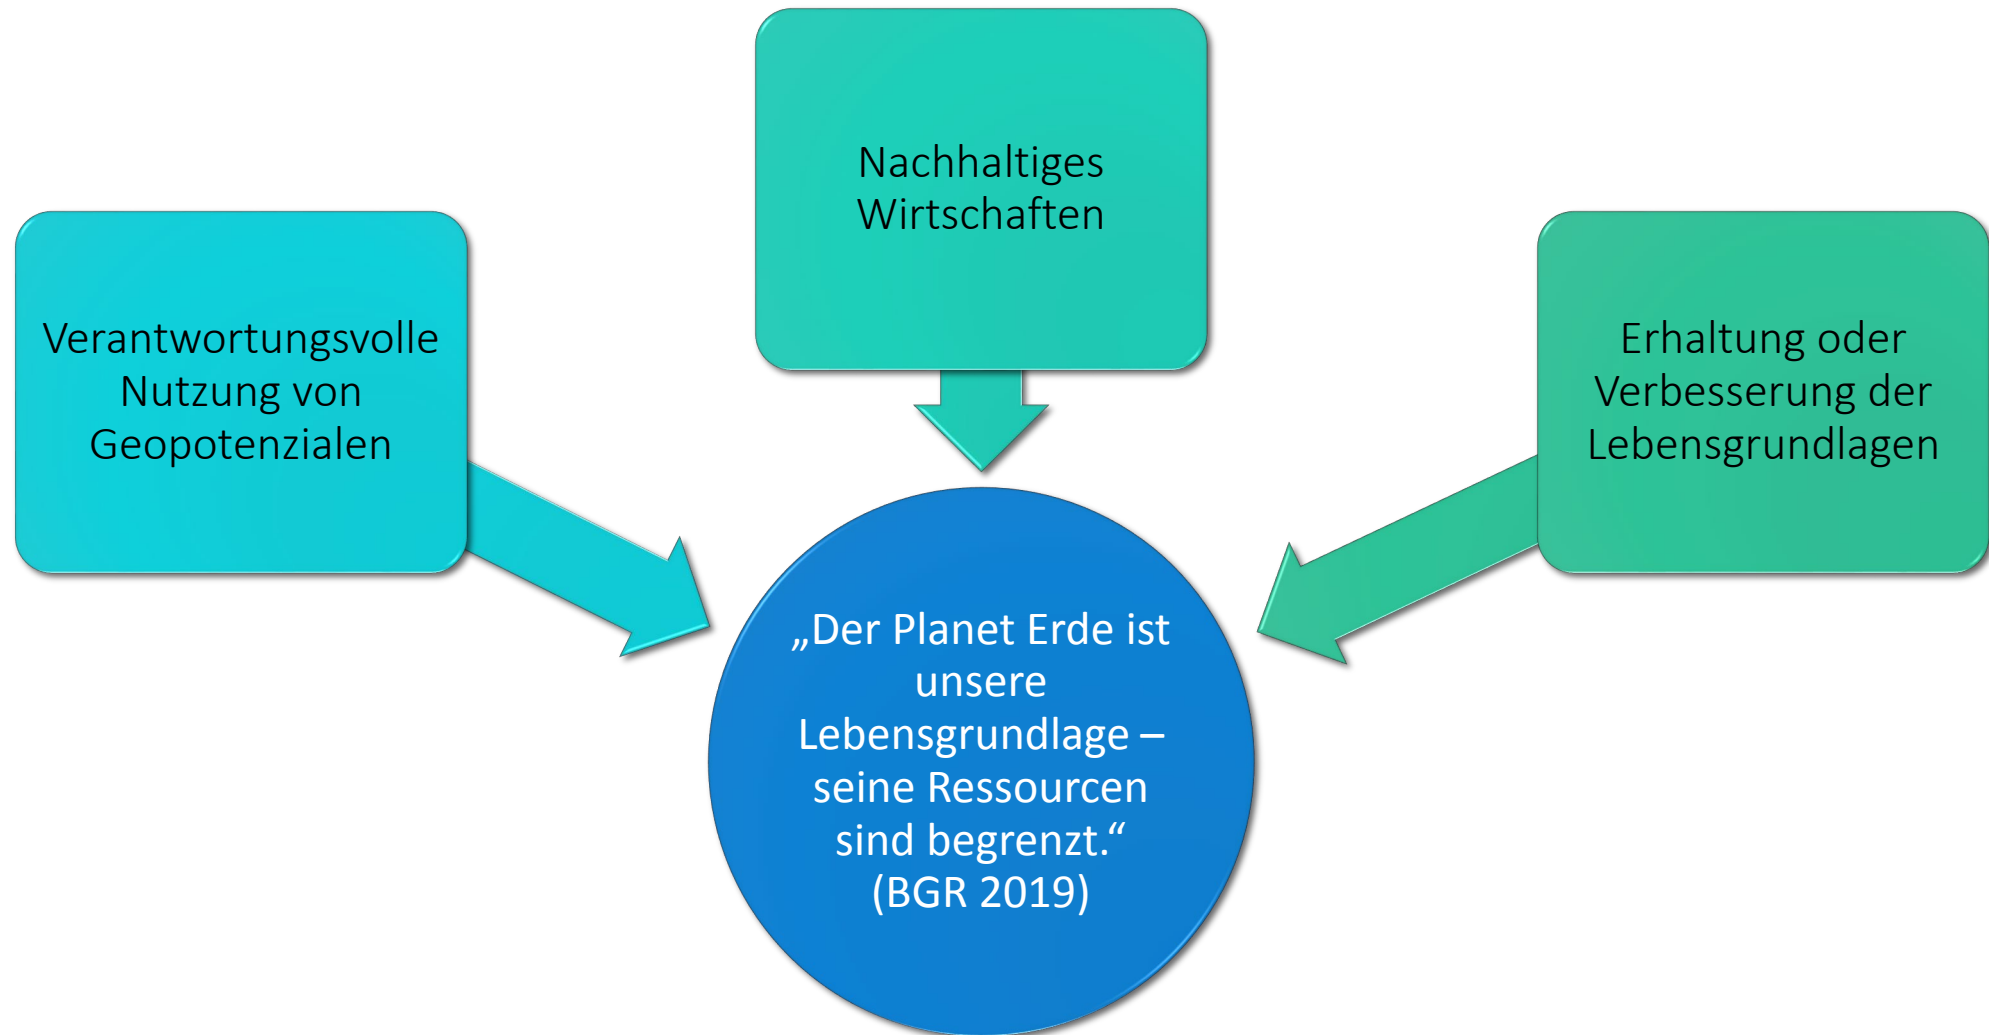 Nachhaltiges
Wirtschaften
Verantwortungsvolle
Nutzung von
Geopotenzialen
Erhaltung oder
Verbesserung der
Lebensgrundlagen
„Der Planet Erde ist
unsere
Lebensgrundlage –
seine Ressourcen
sind begrenzt.“
(BGR 2019)